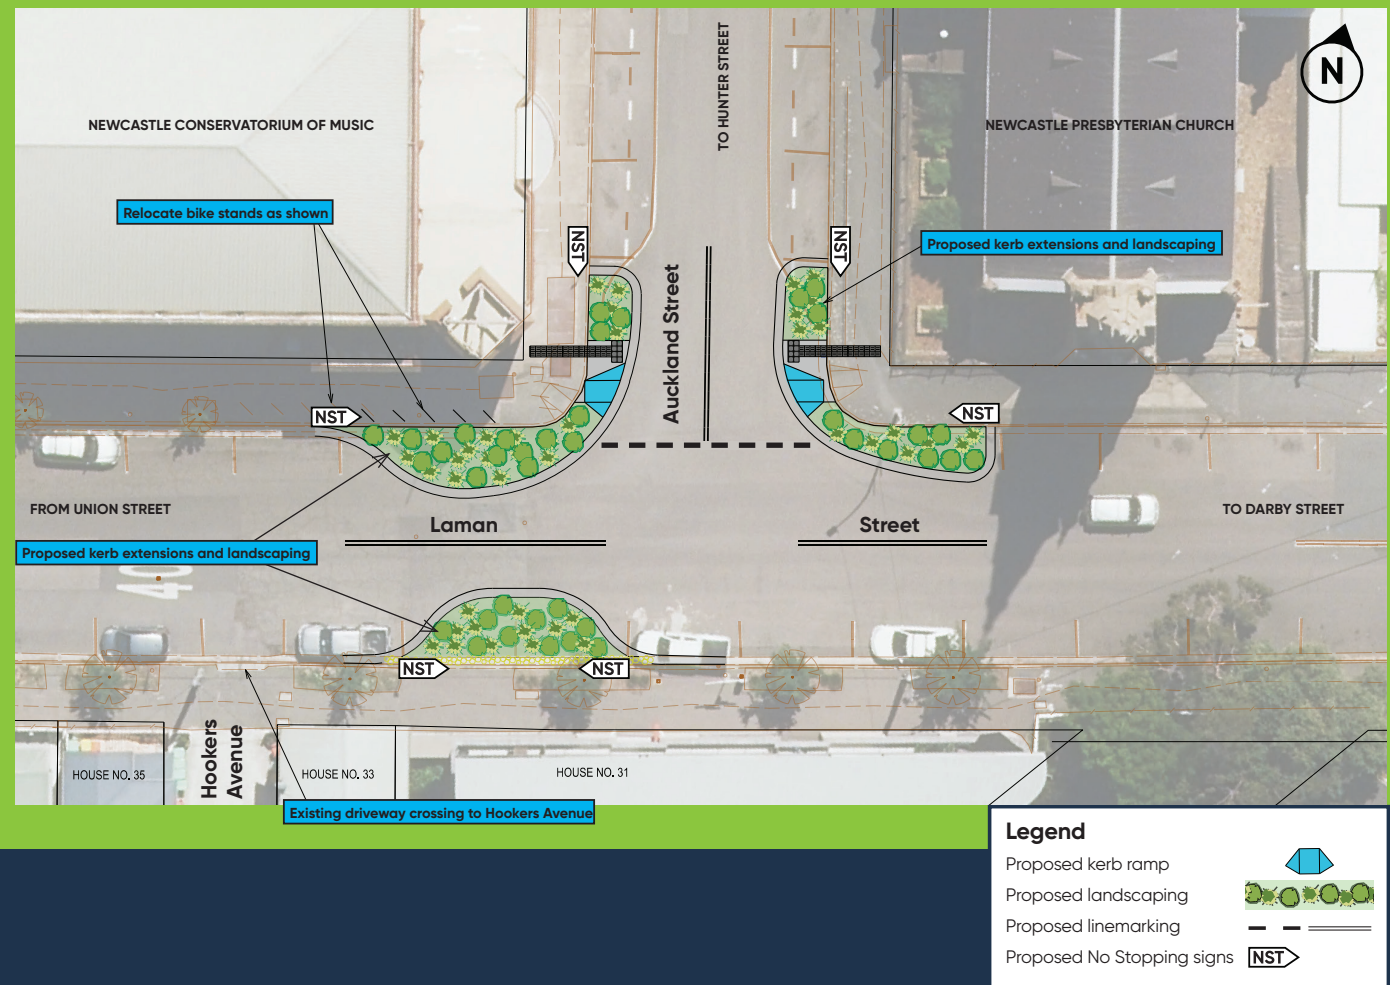 TO HUNTER STREET
N
NEWCASTLE CONSERVATORIUM OF MUSIC
NEWCASTLE PRESBYTERIAN CHURCH
Relocate bike stands as shown
NST
NST
Proposed kerb extensions and landscaping
Auckland Street
NST
NST
FROM UNION STREET
Laman
Street
TO DARBY STREET
Proposed kerb extensions and landscaping
40
NST
NST
Hookers
Avenue
HOUSE NO. 35
HOUSE NO. 33
HOUSE NO. 31
Existing driveway crossing to Hookers Avenue
Legend
Proposed kerb ramp
Proposed landscaping
Proposed linemarking
Proposed No Stopping signs
NST